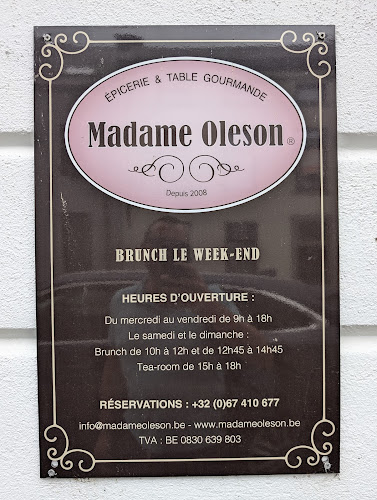 ÉPICERIE & TABLE GOURMANDE
Madame Oleson®
Depuis 2008
BRUNCH LE WEEK-END
HEURES D'OUVERTURE :
Du mercredi au vendredi de 9h à 18h
Le samedi et le dimanche :
Brunch de 10h à 12h et de 12h45 à 14h45
Tea-room de 15h à 18h
RÉSERVATIONS : +32 (0)67 410 677
info@madameoleson.be - www.madameoleson.be
TVA : BE 0830 639 803